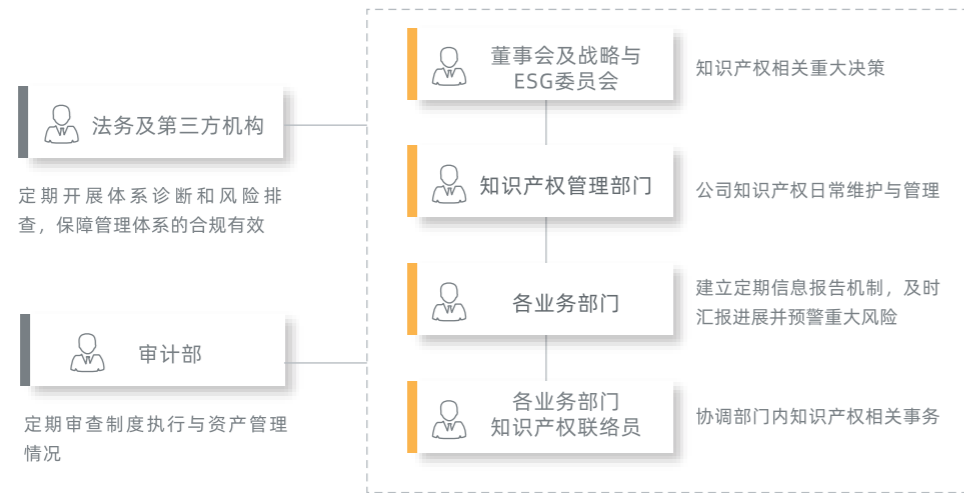 法务及第三方机构
定期开展体系诊断和风险排
查，保障管理体系的合规有效
审计部
定期审查制度执行与资产管理
情况
董事会及战略与
ESG委员会
知识产权相关重大决策
知识产权管理部门
公司知识产权日常维护与管理
各业务部门
建立定期信息报告机制，及时
汇报进展并预警重大风险
各业务部门
知识产权联络员
协调部门内知识产权相关事务